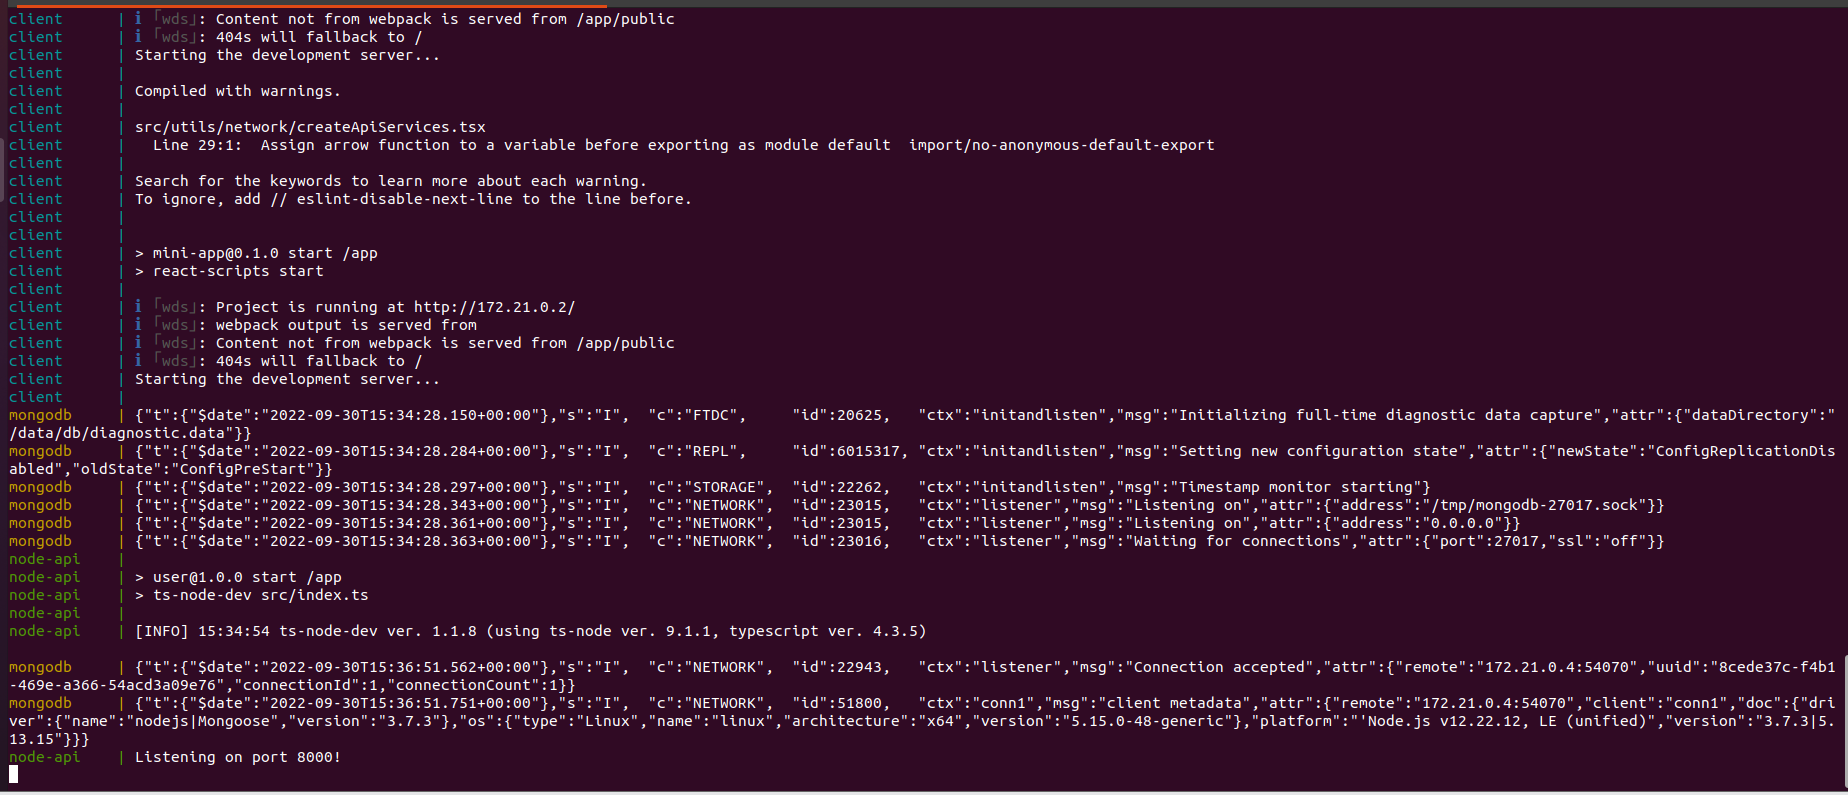 client      | ℹ 「wds」: Content not from webpack is served from /app/public
client      | ℹ 「wds」: 404s will fallback to /
client      | Starting the development server...
client      |
client      | Compiled with warnings.
client      |
client      | src/utils/network/createApiServices.tsx
client      |   Line 29:1:  Assign arrow function to a variable before exporting as module default  import/no-anonymous-default-export
client      |
client      | Search for the keywords to learn more about each warning.
client      | To ignore, add // eslint-disable-next-line to the line before.
client      |
client      |
client      | > mini-app@0.1.0 start /app
client      | > react-scripts start
client      |
client      | ℹ 「wds」: Project is running at http://172.21.0.2/
client      | ℹ 「wds」: webpack output is served from
client      | ℹ 「wds」: Content not from webpack is served from /app/public
client      | ℹ 「wds」: 404s will fallback to /
client      | Starting the development server...
client      |
mongodb     | {"t":{"$date":"2022-09-30T15:34:28.150+00:00"},"s":"I",  "c":"FTDC",     "id":20625,   "ctx":"initandlisten","msg":"Initializing full-time diagnostic data capture","attr":{"dataDirectory":"
/data/db/diagnostic.data"}}
mongodb     | {"t":{"$date":"2022-09-30T15:34:28.284+00:00"},"s":"I",  "c":"REPL",     "id":6015317, "ctx":"initandlisten","msg":"Setting new configuration state","attr":{"newState":"ConfigReplicationDis
abled","oldState":"ConfigPreStart"}}
mongodb     | {"t":{"$date":"2022-09-30T15:34:28.297+00:00"},"s":"I",  "c":"STORAGE",  "id":22262,   "ctx":"initandlisten","msg":"Timestamp monitor starting"}
mongodb     | {"t":{"$date":"2022-09-30T15:34:28.343+00:00"},"s":"I",  "c":"NETWORK",  "id":23015,   "ctx":"listener","msg":"Listening on","attr":{"address":"/tmp/mongodb-27017.sock"}}
mongodb     | {"t":{"$date":"2022-09-30T15:34:28.361+00:00"},"s":"I",  "c":"NETWORK",  "id":23015,   "ctx":"listener","msg":"Listening on","attr":{"address":"0.0.0.0"}}
mongodb     | {"t":{"$date":"2022-09-30T15:34:28.363+00:00"},"s":"I",  "c":"NETWORK",  "id":23016,   "ctx":"listener","msg":"Waiting for connections","attr":{"port":27017,"ssl":"off"}}
node-api    |
node-api    | > user@1.0.0 start /app
node-api    | > ts-node-dev src/index.ts
node-api    |
node-api    | [INFO] 15:34:54 ts-node-dev ver. 1.1.8 (using ts-node ver. 9.1.1, typescript ver. 4.3.5)
mongodb     | {"t":{"$date":"2022-09-30T15:36:51.562+00:00"},"s":"I",  "c":"NETWORK",  "id":22943,   "ctx":"listener","msg":"Connection accepted","attr":{"remote":"172.21.0.4:54070","uuid":"8cede37c-f4b1
-469e-a366-54acd3a09e76","connectionId":1,"connectionCount":1}}
mongodb     | {"t":{"$date":"2022-09-30T15:36:51.751+00:00"},"s":"I",  "c":"NETWORK",  "id":51800,   "ctx":"conn1","msg":"client metadata","attr":{"remote":"172.21.0.4:54070","client":"conn1","doc":{"dri
ver":{"name":"nodejs|Mongoose","version":"3.7.3"},"os":{"type":"Linux","name":"linux","architecture":"x64","version":"5.15.0-48-generic"},"platform":"'Node.js v12.22.12, LE (unified)","version":"3.7.3|5.
13.15"}}}
node-api    | Listening on port 8000!